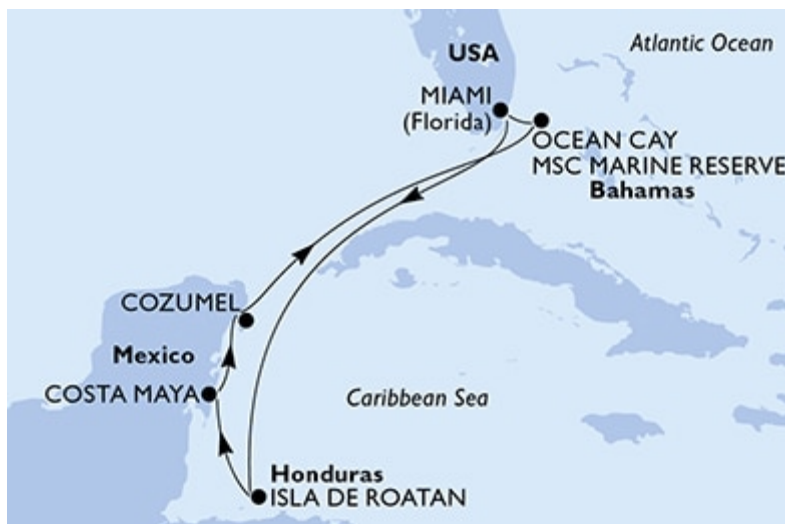 USA
Atlantic Ocean
MIAMI
(Florida)
OCEAN CAY
MSC MARINE RESERVE
Bahamas
COZUMEL
Mexico
COSTA MAYA
Caribbean Sea
Honduras
ISLA DE ROATAN